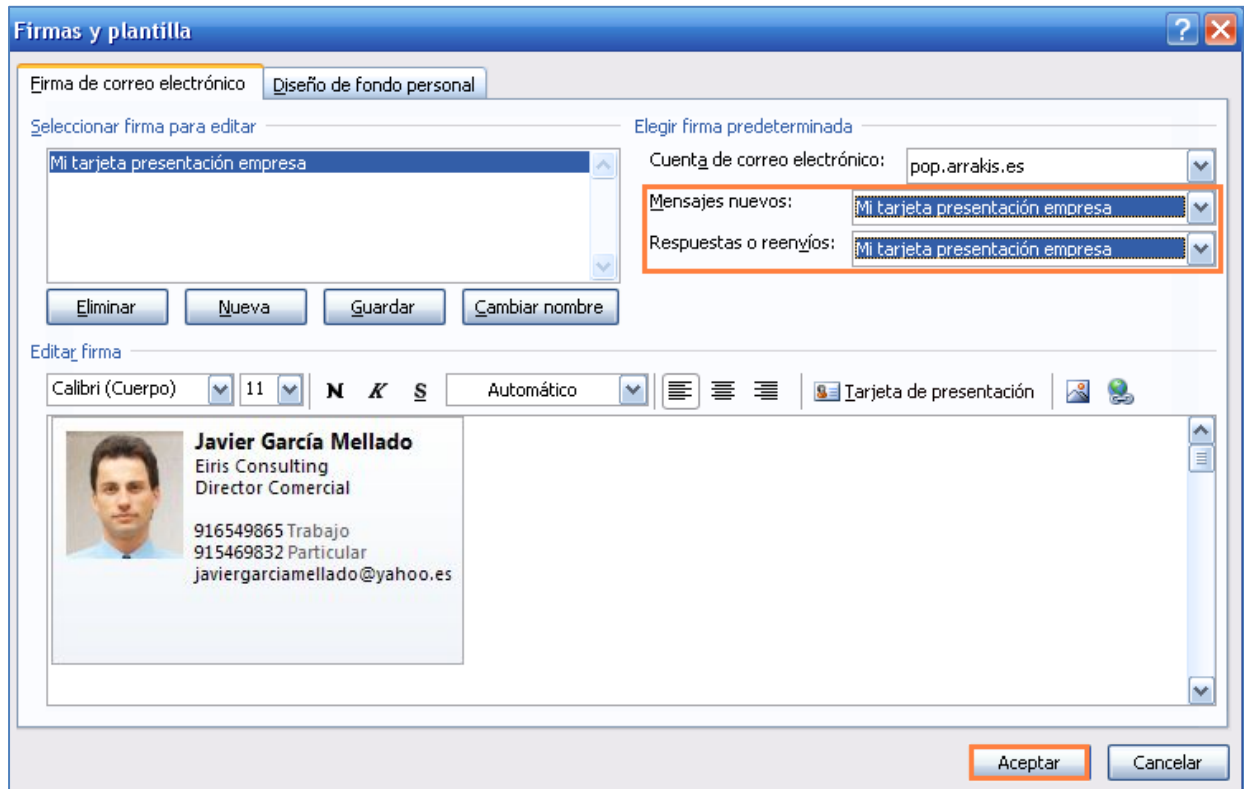 Firmas y plantilla
Firma de correo electrónico
Diseño de fondo personal
Seleccionar firma para editar
Mi tarjeta presentación empresa
Eliminar
Nueva
Guardar
Cambiar nombre
Elegir firma predeterminada
Cuenta de correo electrónico: pop.arrakis.es
Mensajes nuevos: Mi tarjeta presentación empresa
Respuestas o reenvíos: Mi tarjeta presentación empresa
Editar firma
Calibri (Cuerpo) 11 N K S Automático Tarjeta de presentación
Javier García Mellado
Eiris Consulting
Director Comercial
916549865 Trabajo
915469832 Particular
javiergarciamellado@yahoo.es
Aceptar
Cancelar